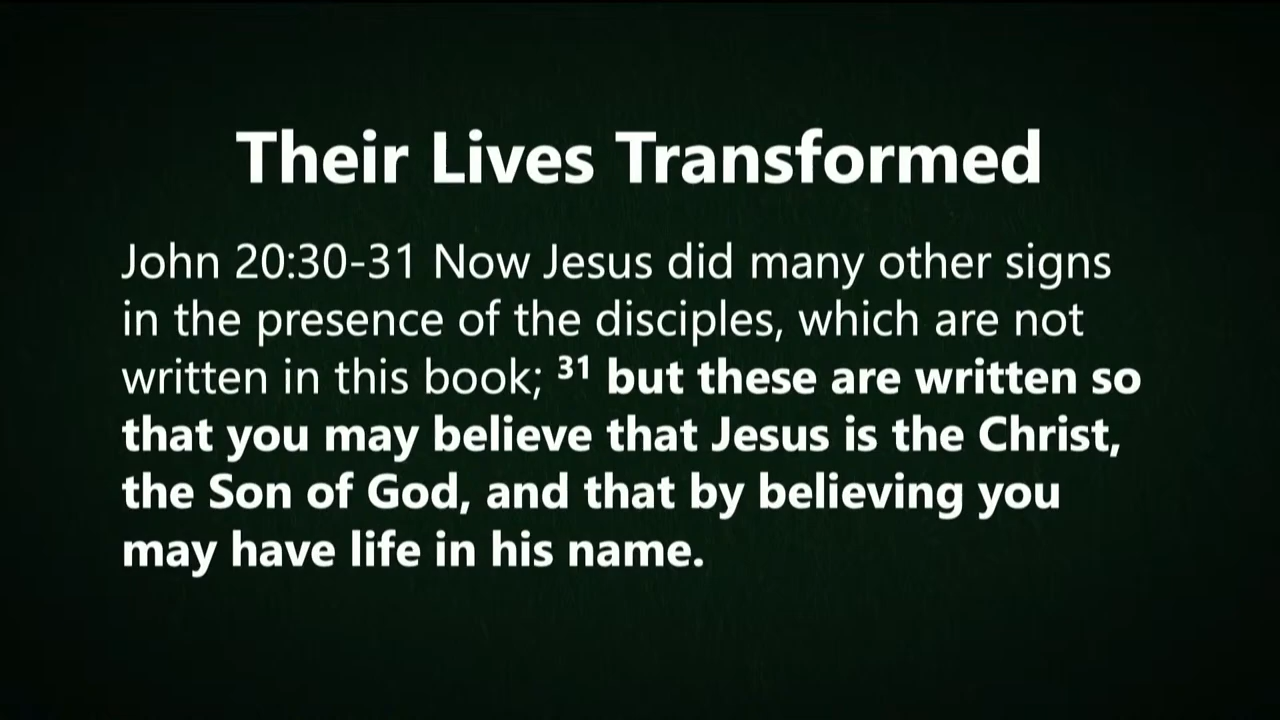 Their Lives Transformed
John 20:30-31 Now Jesus did many other signs
in the presence of the disciples, which are not
written in this book; ³¹ but these are written so
that you may believe that Jesus is the Christ,
the Son of God, and that by believing you
may have life in his name.